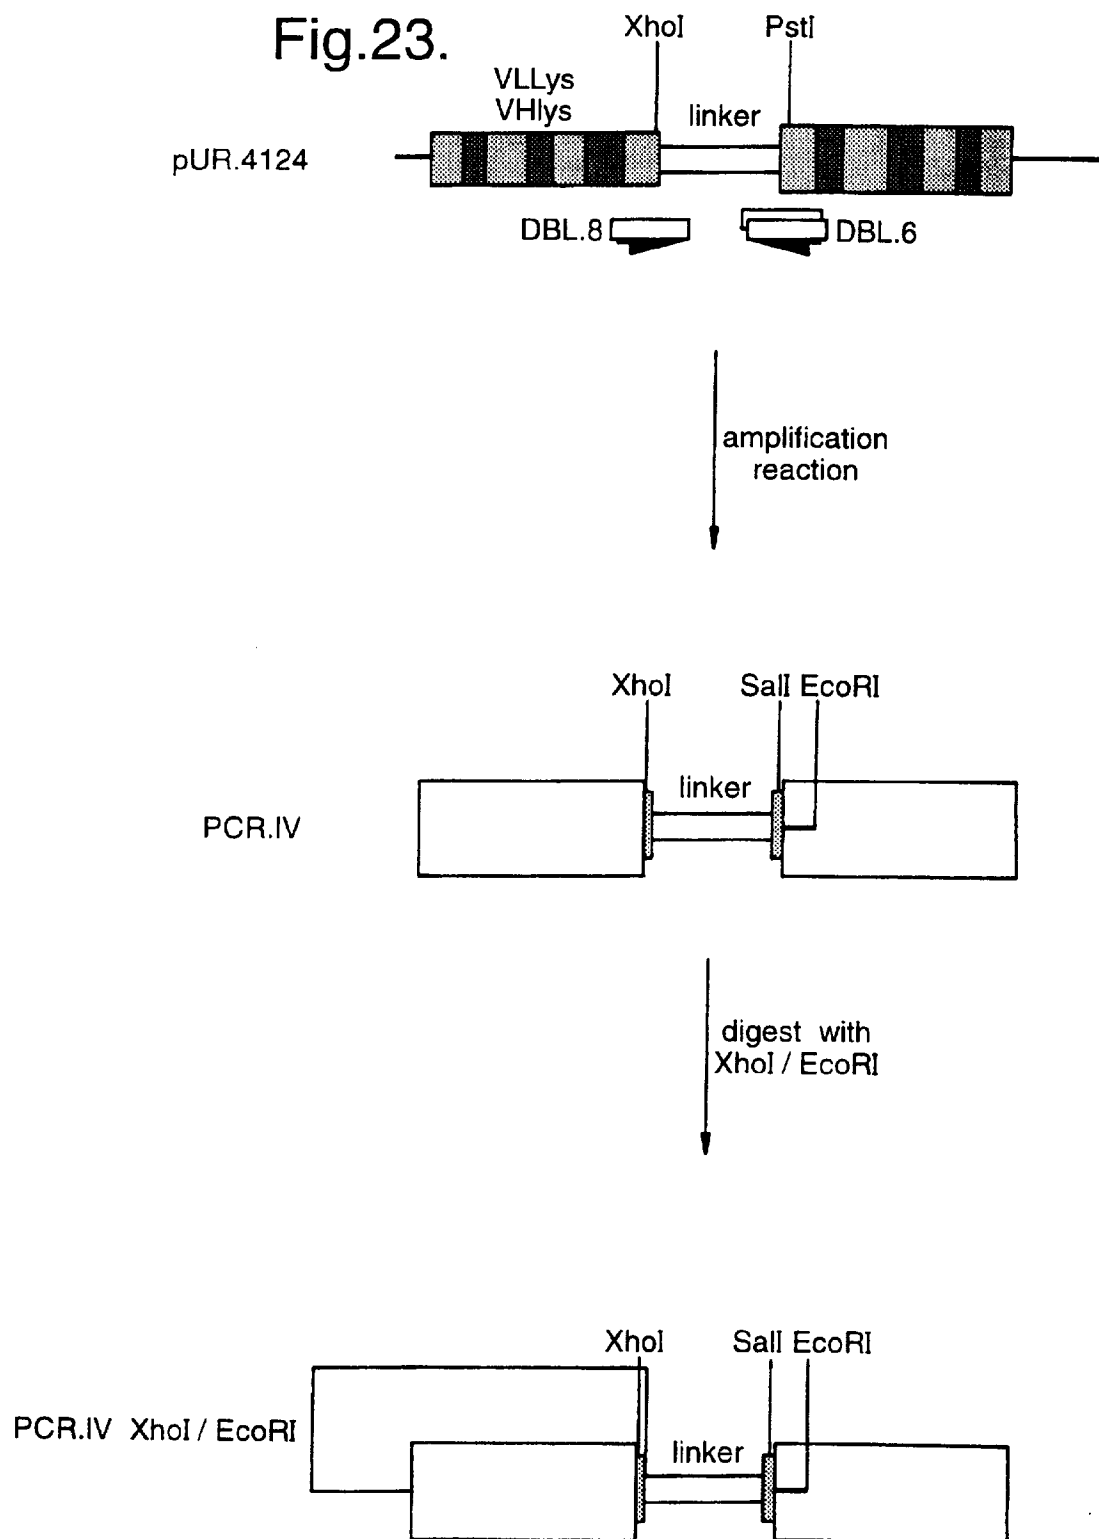 Fig.23.
XhoI
PstI
VLLys
VHlys
linker
pUR.4124
DBL.8
DBL.6
amplification
reaction
XhoI
SalI EcoRI
linker
PCR.IV
digest with
XhoI / EcoRI
XhoI
SalI EcoRI
PCR.IV XhoI / EcoRI
linker